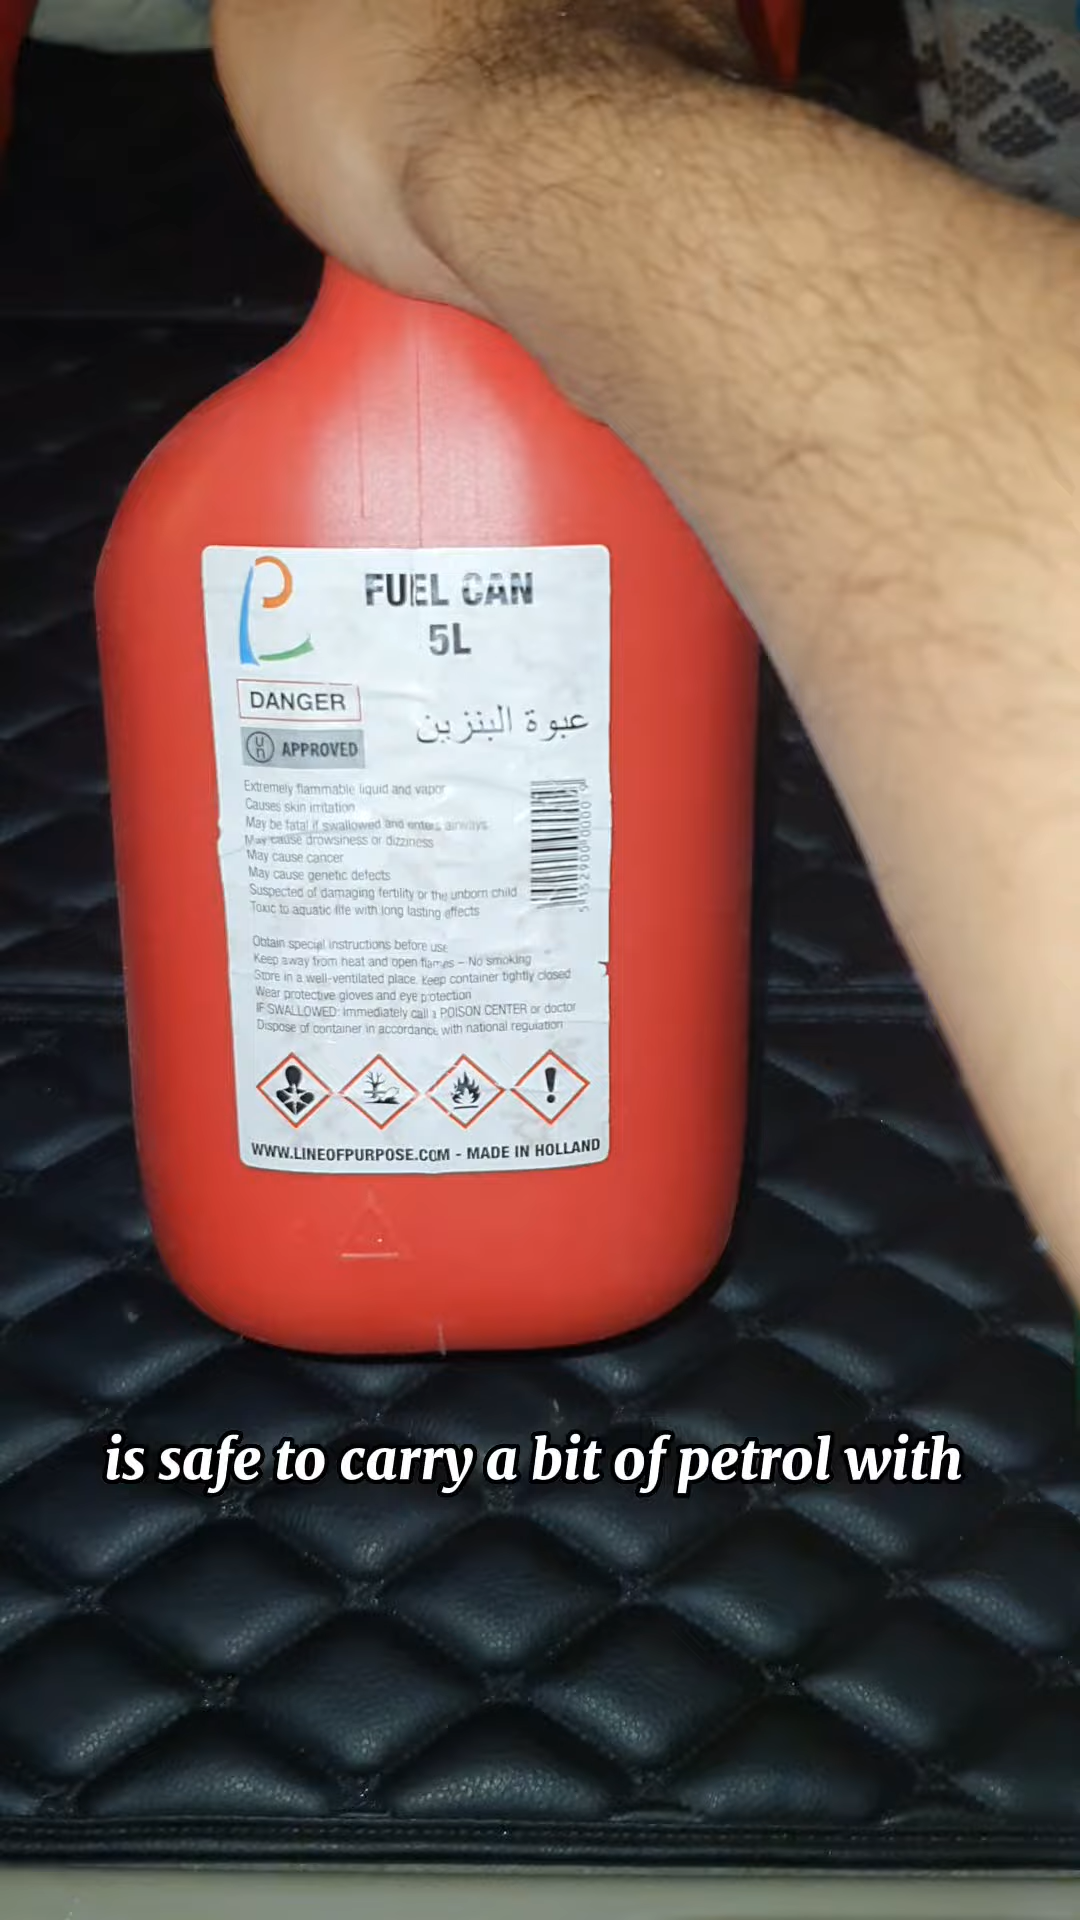 FUEL CAN
5L
DANGER
عبوة البنزين
UN APPROVED
Extremely flammable liquid and vapor
Causes skin irritation
May be fatal if swallowed and enters airways
May cause drowsiness or dizziness
May cause cancer
May cause genetic defects
Suspected of damaging fertility or the unborn child
Toxic to aquatic life with long lasting effects
Obtain special instructions before use
Keep away from heat and open flames – No smoking
Store in a well-ventilated place. Keep container tightly closed
Wear protective gloves and eye protection
IF SWALLOWED: Immediately call a POISON CENTER or doctor
Dispose of container in accordance with national regulation
WWW.LINEOFPURPOSE.COM - MADE IN HOLLAND
is safe to carry a bit of petrol with